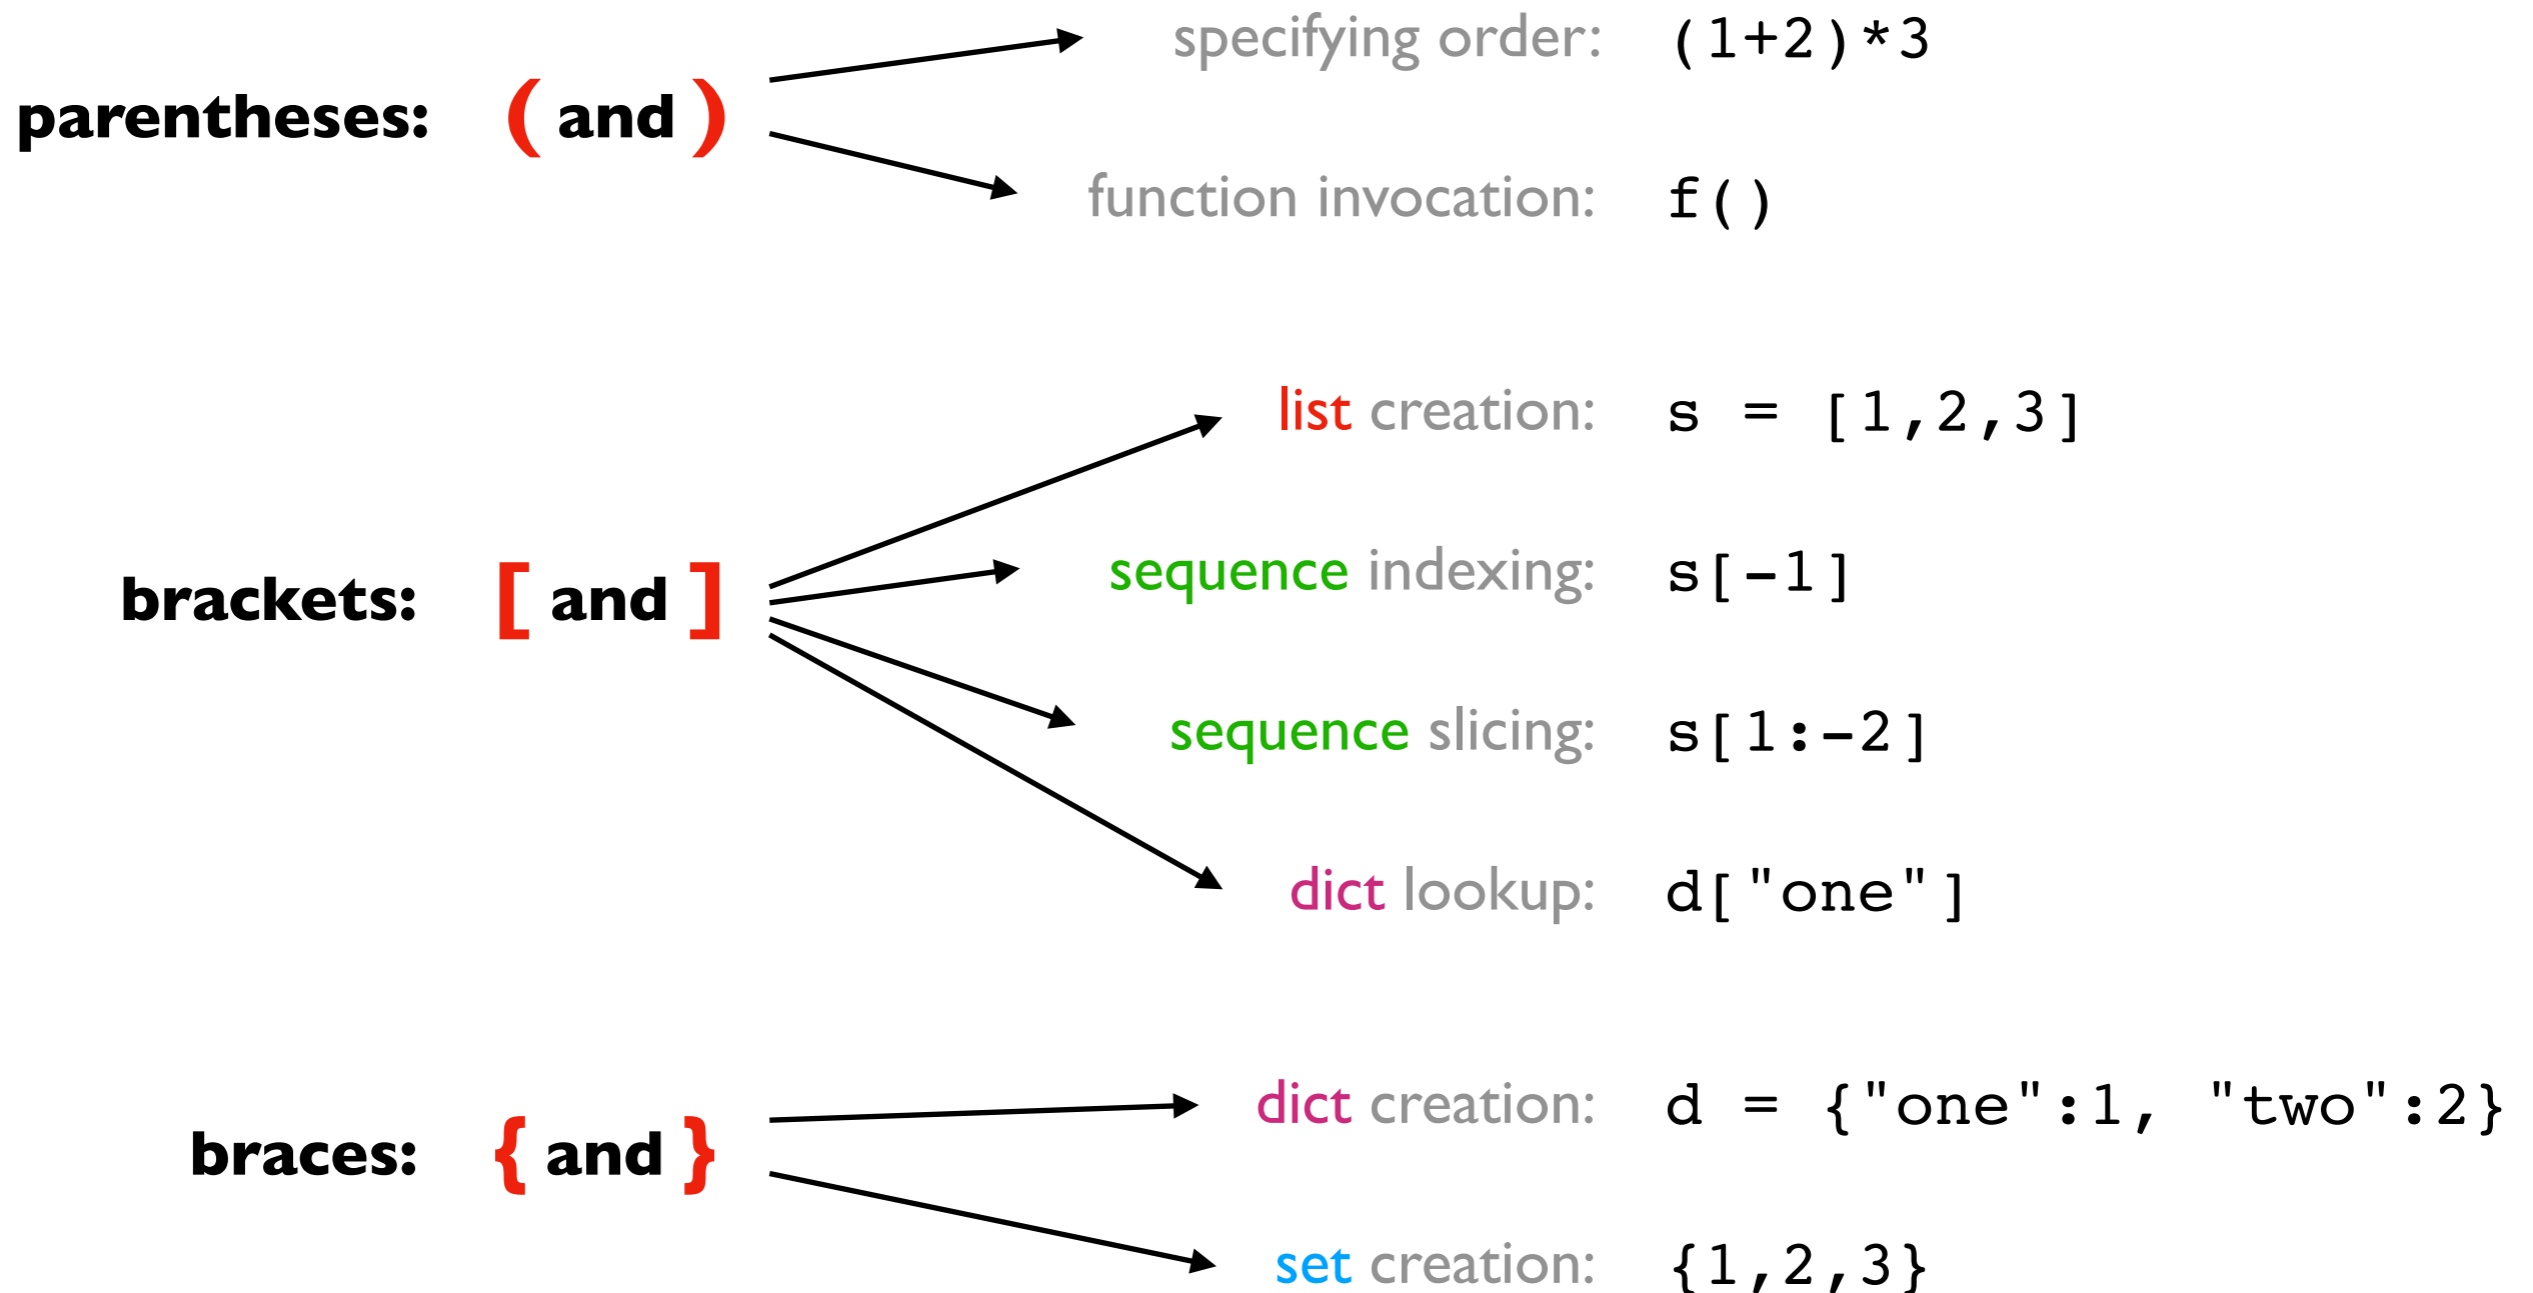 specifying order: (1+2)*3
parentheses: ( and )
function invocation: f()
list creation: s = [1,2,3]
sequence indexing: s[-1]
brackets: [ and ]
sequence slicing: s[1:-2]
dict lookup: d["one"]
dict creation: d = {"one":1, "two":2}
braces: { and }
set creation: {1,2,3}